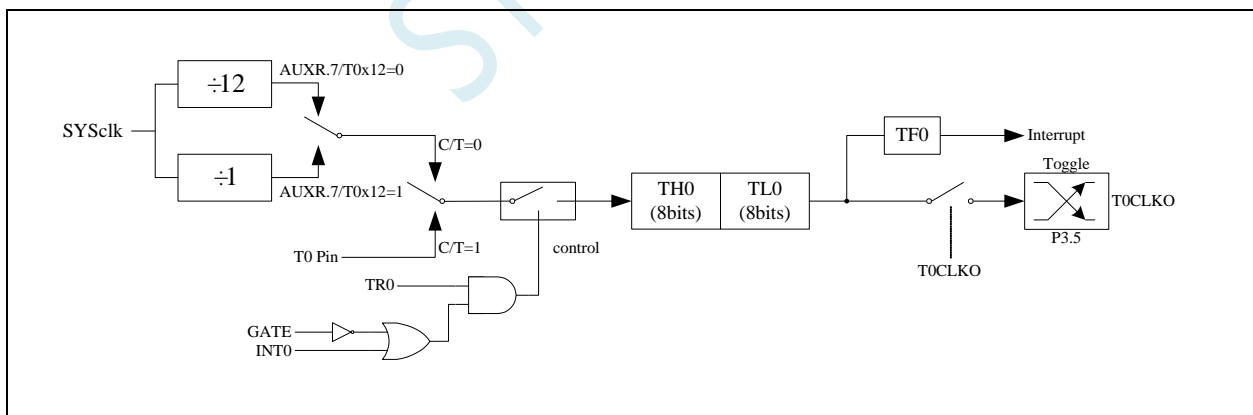 AUXR.7/T0x12=0
÷12
SYSclk
÷1
AUXR.7/T0x12=1
C/T=0
C/T=1
T0 Pin
control
TR0
GATE
INT0
TH0
(8bits)
TL0
(8bits)
TF0
Interrupt
Toggle
T0CLKO
P3.5
T0CLKO